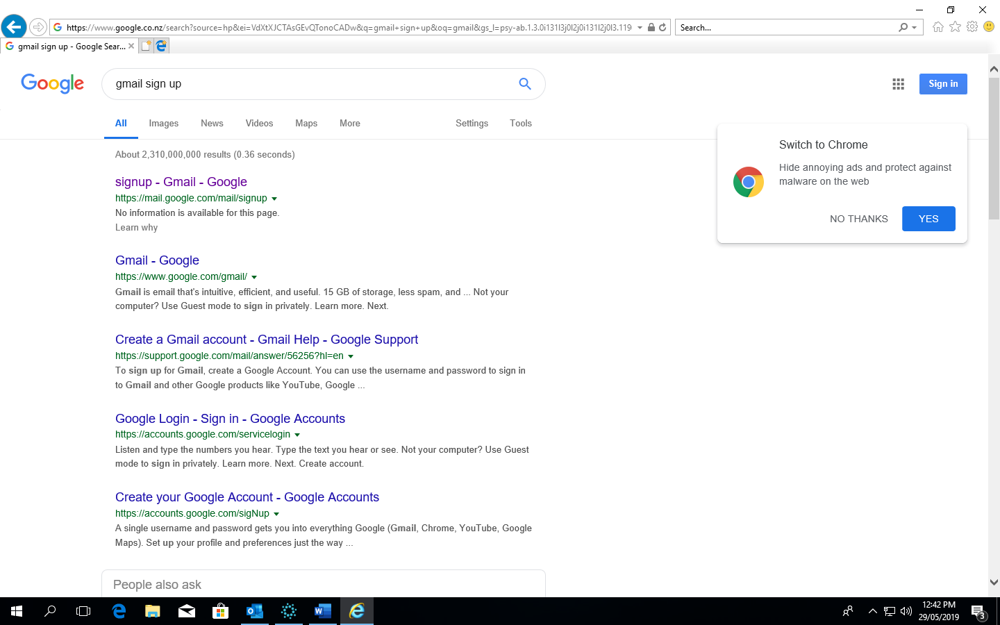 https://www.google.co.nz/search?source=hp&ei=VdXtXJCTAsGEvQTonoCADw&q=gmail+sign+up&oq=gmail&gs_l=psy-ab.1.3.0i131l3j0l2j0i131l2j0l3.119
Search...
gmail sign up - Google Sear...
Google
gmail sign up
Sign in
All Images News Videos Maps More Settings Tools
About 2,310,000,000 results (0.36 seconds)
Switch to Chrome
Hide annoying ads and protect against
malware on the web
NO THANKS YES
signup - Gmail - Google
https://mail.google.com/mail/signup
No information is available for this page.
Learn why
Gmail - Google
https://www.google.com/gmail/
Gmail is email that's intuitive, efficient, and useful. 15 GB of storage, less spam, and ... Not your
computer? Use Guest mode to sign in privately. Learn more. Next.
Create a Gmail account - Gmail Help - Google Support
https://support.google.com/mail/answer/56256?hl=en
To sign up for Gmail, create a Google Account. You can use the username and password to sign in
to Gmail and other Google products like YouTube, Google ...
Google Login - Sign in - Google Accounts
https://accounts.google.com/servicelogin
Listen and type the numbers you hear. Type the text you hear or see. Not your computer? Use Guest
mode to sign in privately. Learn more. Next. Create account.
Create your Google Account - Google Accounts
https://accounts.google.com/sigNup
A single username and password gets you into everything Google (Gmail, Chrome, YouTube, Google
Maps). Set up your profile and preferences just the way ...
People also ask
12:42 PM
29/05/2019
3